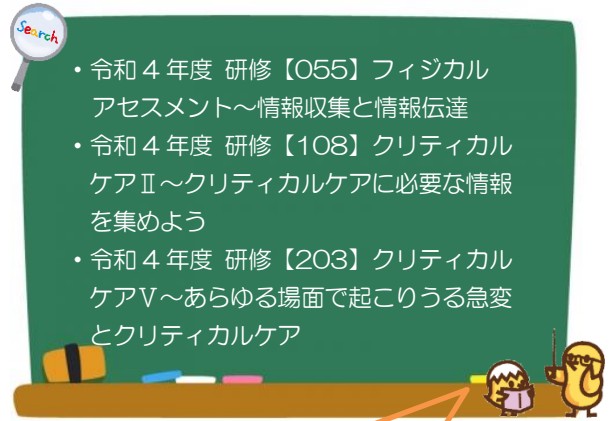 Search
・令和４年度 研修【055】フィジカル
アセスメント～情報収集と情報伝達
・令和４年度 研修【108】クリティカル
ケアⅡ～クリティカルケアに必要な情報
を集めよう
・令和４年度 研修【203】クリティカル
ケアⅤ～あらゆる場面で起こりうる急変
とクリティカルケア